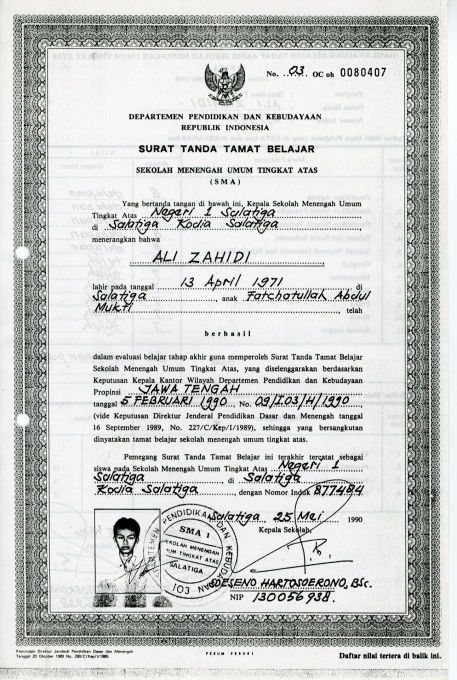 No. 03 OC oh 0080407
DEPARTEMEN PENDIDIKAN DAN KEBUDAYAAN
REPUBLIK INDONESIA
SURAT TANDA TAMAT BELAJAR
SEKOLAH MENENGAH UMUM TINGKAT ATAS
(SMA)
Yang bertanda tangan di bawah ini, Kepala Sekolah Menengah Umum
Tingkat Atas Negeri 1 Salatiga
di Salatiga Kodia Salatiga
menerangkan bahwa
ALI ZAHIDI
lahir pada tanggal 13 April 1971 di
Salatiga, anak Fatchatullah Abdul
Mukti, telah
berhasil
dalam evaluasi belajar tahap akhir guna memperoleh Surat Tanda Tamat Belajar
Sekolah Menengah Umum Tingkat Atas, yang diselenggarakan berdasarkan
Keputusan Kepala Kantor Wilayah Departemen Pendidikan dan Kebudayaan
Propinsi JAWA TENGAH
tanggal 5 FEBRUARI 1990, No. 09/I.03/H/1990
(vide Keputusan Direktur Jenderal Pendidikan Dasar dan Menengah tanggal
16 September 1989, No. 227/C/Kep/I/1989), sehingga yang bersangkutan
dinyatakan tamat belajar sekolah menengah umum tingkat atas.
Pemegang Surat Tanda Tamat Belajar ini terakhir tercatat sebagai
siswa pada Sekolah Menengah Umum Tingkat Atas Negeri 1
Salatiga, di Salatiga
Kodia Salatiga, dengan Nomor Induk 877484
Salatiga, 25 Mei 1990
Kepala Sekolah,
DEPARTEMEN PENDIDIKAN DAN KEBUDAYAAN
SMA 1
SEKOLAH MENENGAH
UMUM TINGKAT ATAS
SALATIGA
I03
SOESENO HARTOSOERONO, BSc.
NIP 130056938.
Keputusan Direktur Jenderal Pendidikan Dasar dan Menengah
Tanggal 20 Oktober 1989 No. 280/C/Kep/I/1989.
PERUM PERURI
Daftar nilai tertera di balik ini.